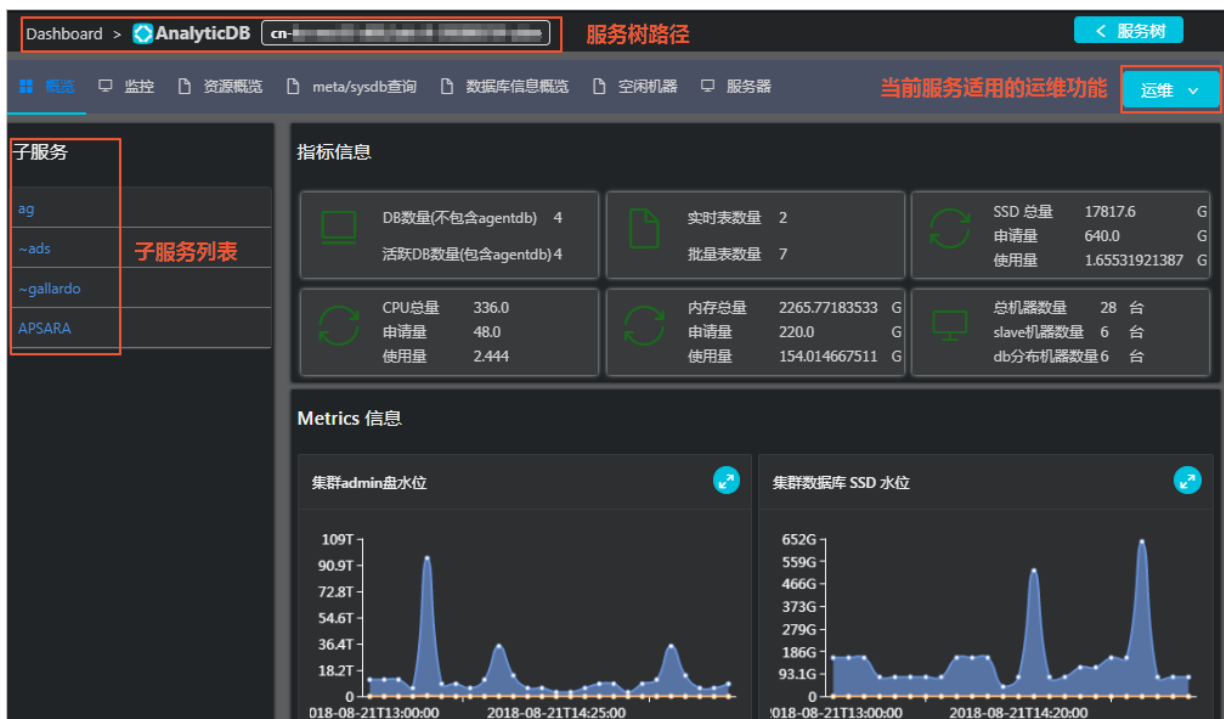 Dashboard > AnalyticDB cn- 服务树路径 < 服务树
概览 监控 资源概览 meta/sysdb查询 数据库信息概览 空闲机器 服务器 当前服务适用的运维功能 运维
子服务
ag
~ads
子服务列表
~gallardo
APSARA
指标信息
DB数量(不包含agentdb) 4
活跃DB数量(包含agentdb) 4
实时表数量 2
批量表数量 7
SSD 总量 17817.6 G
申请量 640.0 G
使用量 1.65531921387 G
CPU总量 336.0
申请量 48.0
使用量 2.444
内存总量 2265.77183533 G
申请量 220.0 G
使用量 154.014667511 G
总机器数量 28 台
slave机器数量 6 台
db分布机器数量6 台
Metrics 信息
集群admin盘水位
109T
90.9T
72.8T
54.6T
36.4T
18.2T
0
018-08-21T13:00:00 2018-08-21T14:25:00
集群数据库 SSD 水位
652G
559G
466G
373G
279G
186G
93.1G
0
018-08-21T13:00:00 2018-08-21T14:20:00